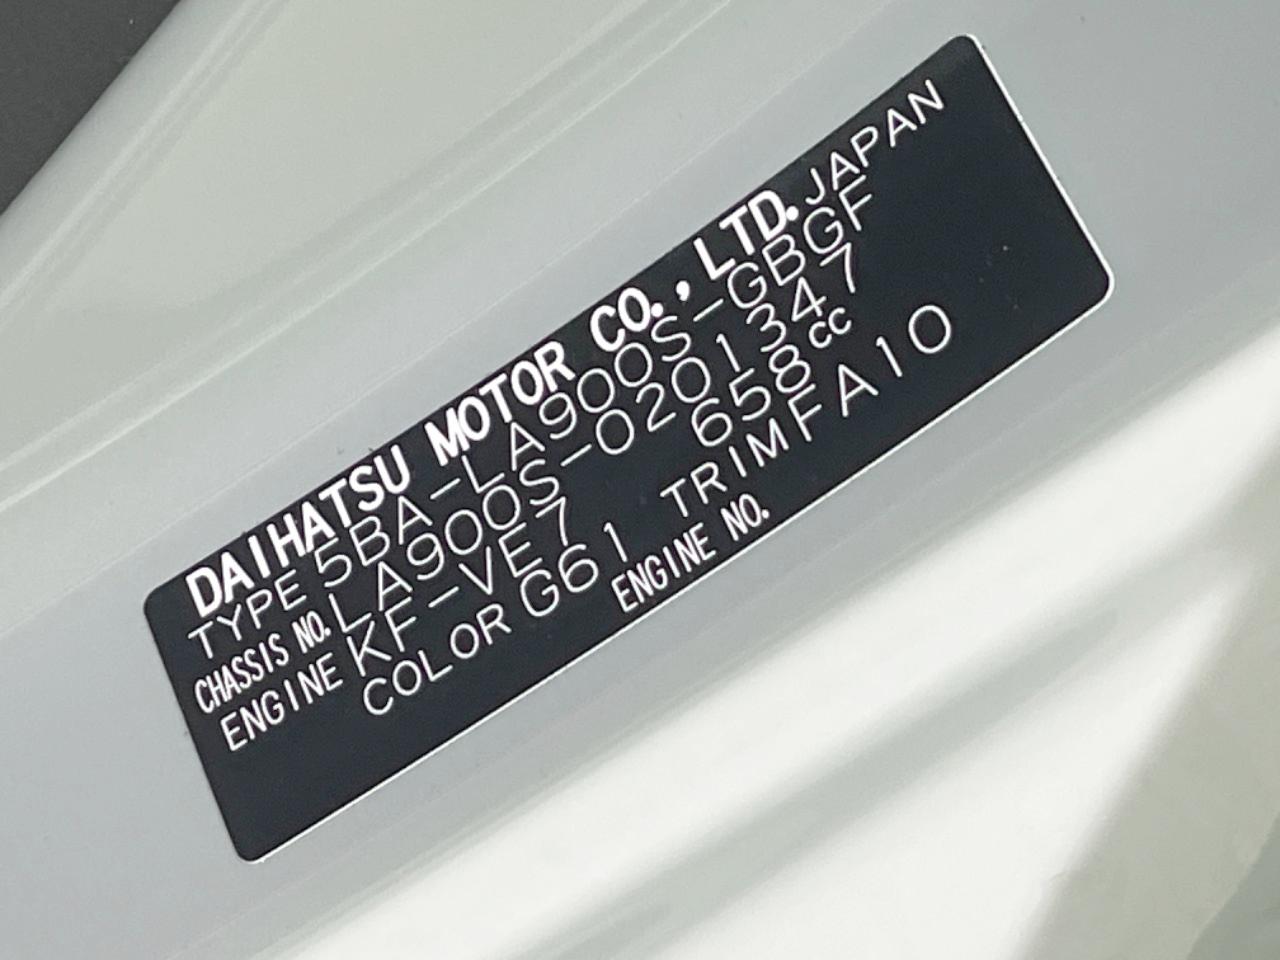 DAIHATSU MOTOR CO., LTD. JAPAN
TYPE 5BA-LA900S-GBGF
CHASSIS NO. LA900S-0201347
ENGINE KF-VE7 658cc
COLOR G61 TRIM FA10
ENGINE NO.